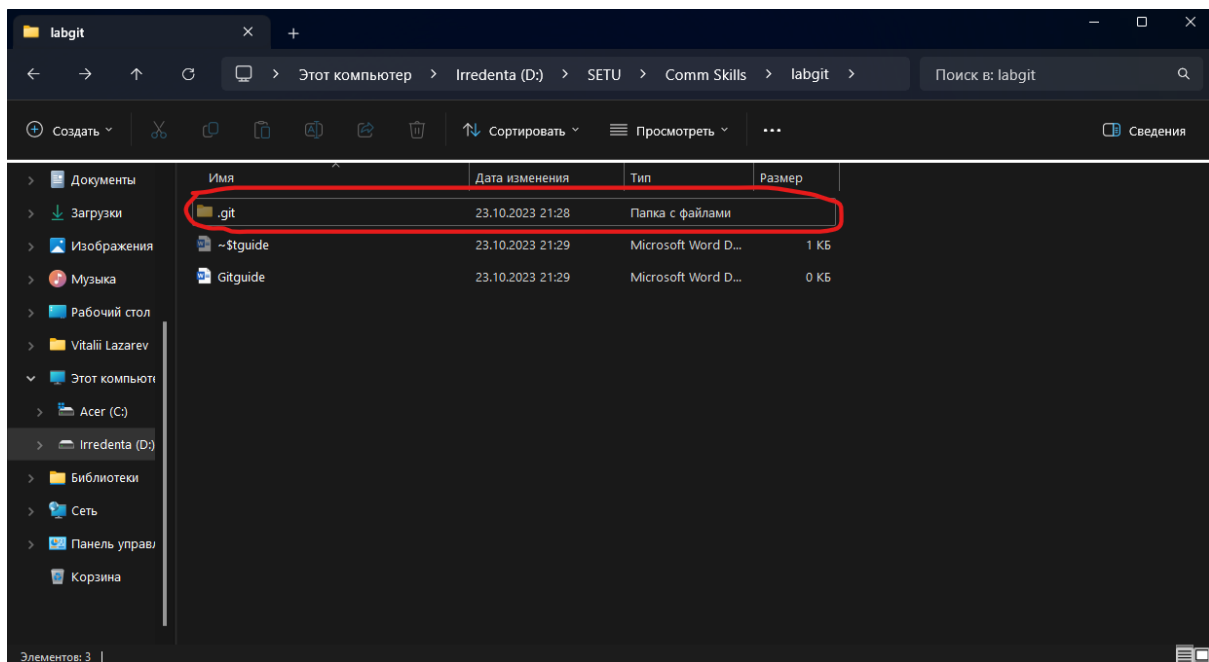 labgit
Этот компьютер > Irredenta (D:) > SETU > Comm Skills > labgit >
Поиск в: labgit
Создать
Сортировать
Просмотреть
Сведения
Имя Дата изменения Тип Размер
.git 23.10.2023 21:28 Папка с файлами
~$tguide 23.10.2023 21:29 Microsoft Word D... 1 КБ
Gitguide 23.10.2023 21:29 Microsoft Word D... 0 КБ
Документы
Загрузки
Изображения
Музыка
Рабочий стол
Vitalii Lazarev
Этот компьюте
Acer (C:)
Irredenta (D:)
Библиотеки
Сеть
Панель управл
Корзина
Элементов: 3